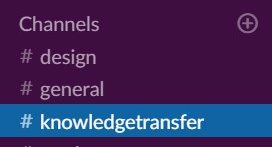 Channels
# design
# general
# knowledgetransfer